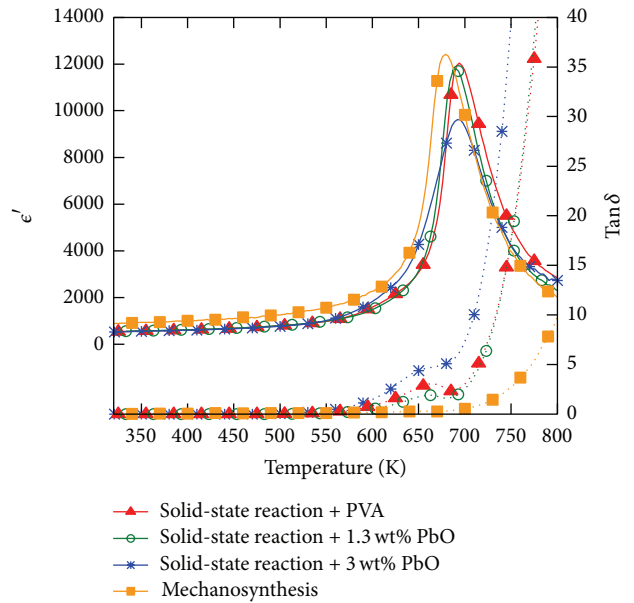 14000
12000
10000
8000
6000
4000
2000
0
ϵ′
40
35
30
25
20
15
10
5
0
Tan δ
350 400 450 500 550 600 650 700 750 800
Temperature (K)
Solid-state reaction + PVA
Solid-state reaction + 1.3 wt% PbO
Solid-state reaction + 3 wt% PbO
Mechanosynthesis